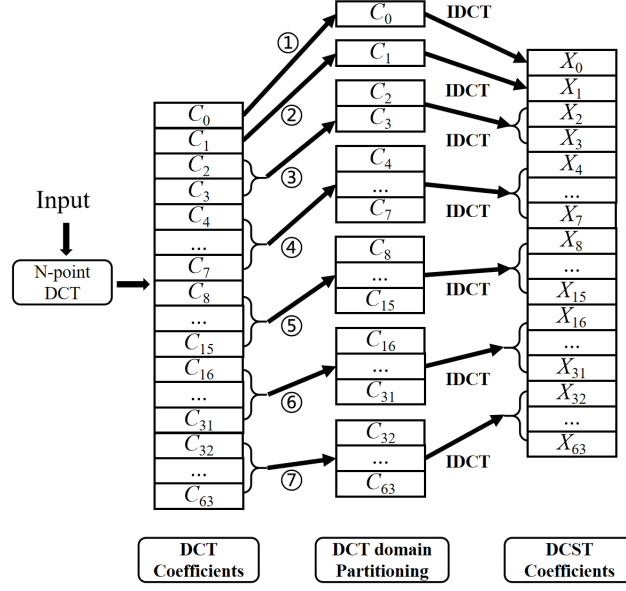 Input
N-point
DCT
C₀
C₁
C₂
C₃
C₄
...
C₇
C₈
...
C₁₅
C₁₆
...
C₃₁
C₃₂
...
C₆₃
①
②
③
④
⑤
⑥
⑦
C₀
C₁
C₂
C₃
C₄
...
C₇
C₈
...
C₁₅
C₁₆
...
C₃₁
C₃₂
...
C₆₃
IDCT
IDCT
IDCT
IDCT
IDCT
IDCT
IDCT
X₀
X₁
X₂
X₃
X₄
...
X₇
X₈
...
X₁₅
X₁₆
...
X₃₁
X₃₂
...
X₆₃
DCT
Coefficients
DCT domain
Partitioning
DCST
Coefficients